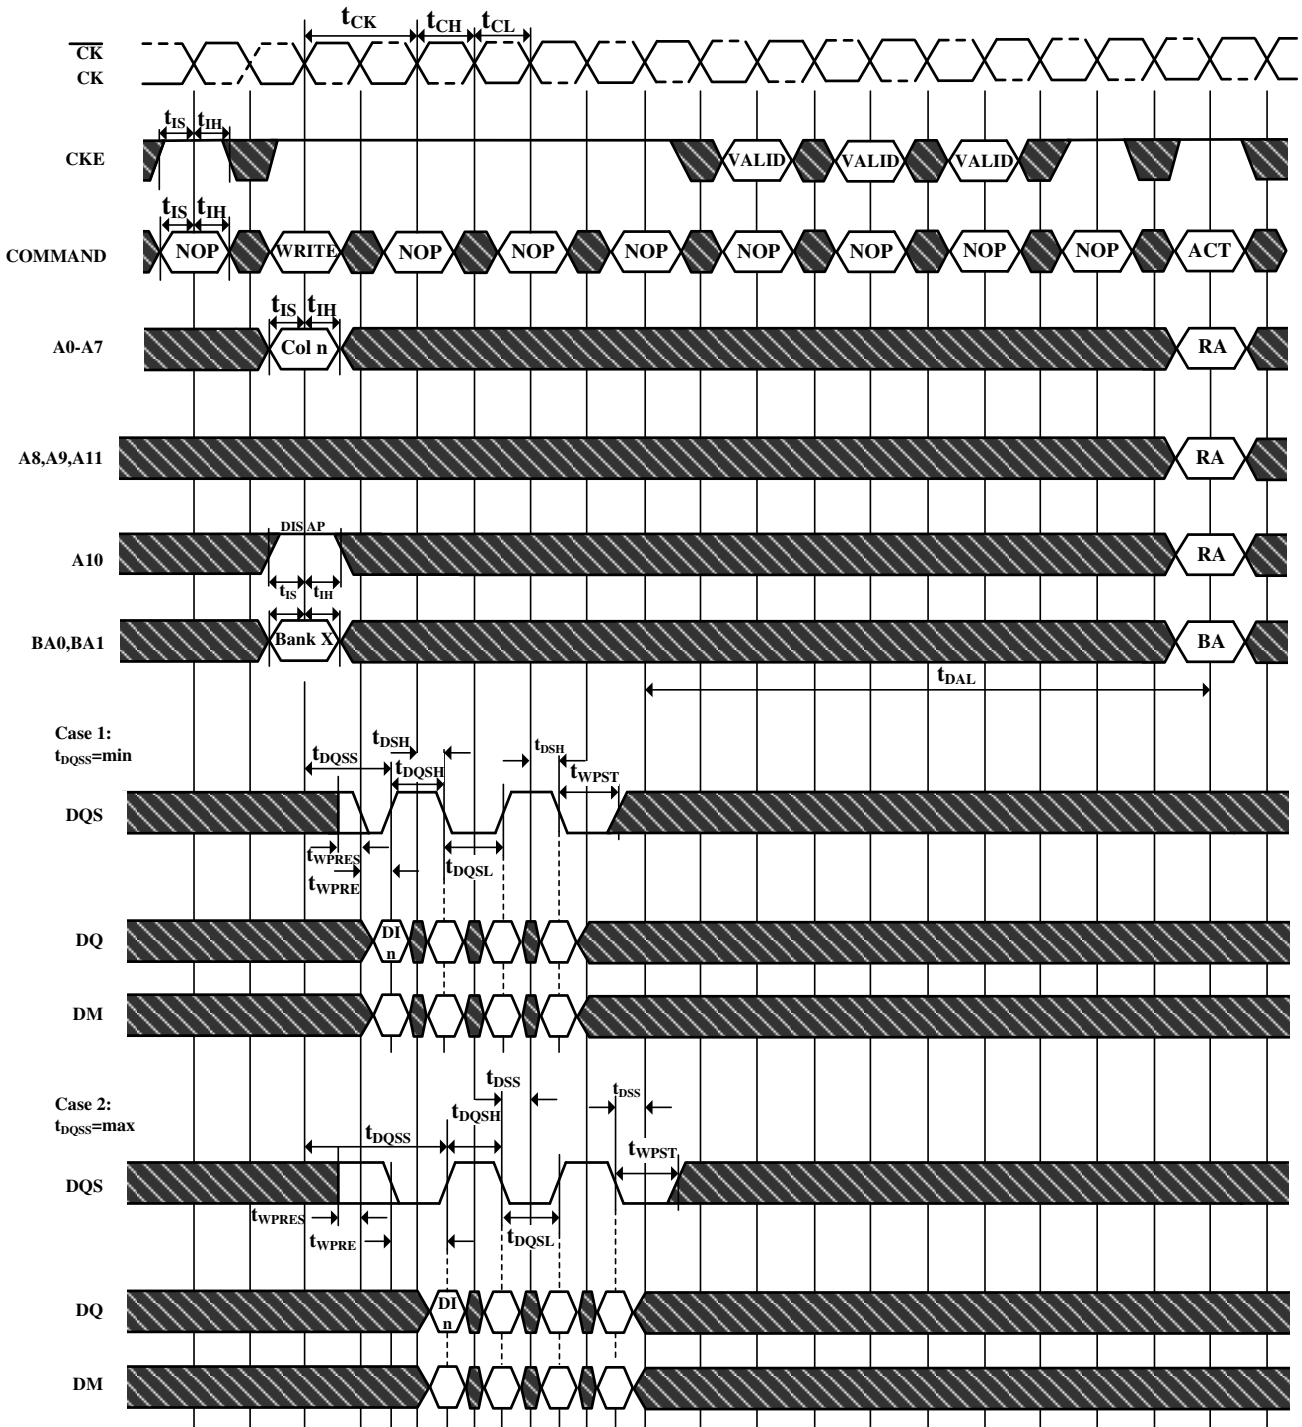 tCK tCH tCL
CK
CK
tIS tIH
CKE VALID VALID VALID
tIS tIH
COMMAND NOP WRITE NOP NOP NOP NOP NOP NOP NOP ACT
tIS tIH
A0-A7 Col n RA
A8,A9,A11 RA
DIS AP
A10 RA
tIS tIH
BA0,BA1 Bank X BA
tDAL
Case 1:
tDQSS=min
tDSH tDSH
tDQSS tDQSH tWPST
DQS
tWPRES tDQSL
tWPRE
DQ DI
n
DM
Case 2:
tDQSS=max
tDSS tDSS
tDQSH
tDQSS tWPST
DQS
tWPRES
tWPRE tDQSL
DQ DI
n
DM